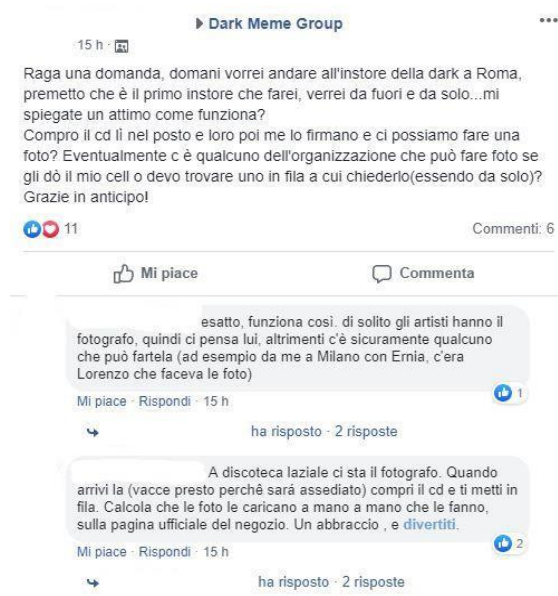 Dark Meme Group
15 h
Raga una domanda, domani vorrei andare all'instore della dark a Roma,
premetto che è il primo instore che farei, verrei da fuori e da solo...mi
spiegate un attimo come funziona?
Compro il cd lì nel posto e loro poi me lo firmano e ci possiamo fare una
foto? Eventualmente c è qualcuno dell'organizzazione che può fare foto se
gli dò il mio cell o devo trovare uno in fila a cui chiederlo(essendo da solo)?
Grazie in anticipo!
11 Commenti: 6
Mi piace Commenta
esatto, funziona così. di solito gli artisti hanno il
fotografo, quindi ci pensa lui, altrimenti c'è sicuramente qualcuno
che può fartela (ad esempio da me a Milano con Ernia, c'era
Lorenzo che faceva le foto)
1
Mi piace · Rispondi · 15 h
ha risposto · 2 risposte
A discoteca laziale ci sta il fotografo. Quando
arrivi la (vacce presto perchê sará assediato) compri il cd e ti metti in
fila. Calcola che le foto le caricano a mano a mano che le fanno,
sulla pagina ufficiale del negozio. Un abbraccio , e divertiti.
2
Mi piace · Rispondi · 15 h
ha risposto · 2 risposte